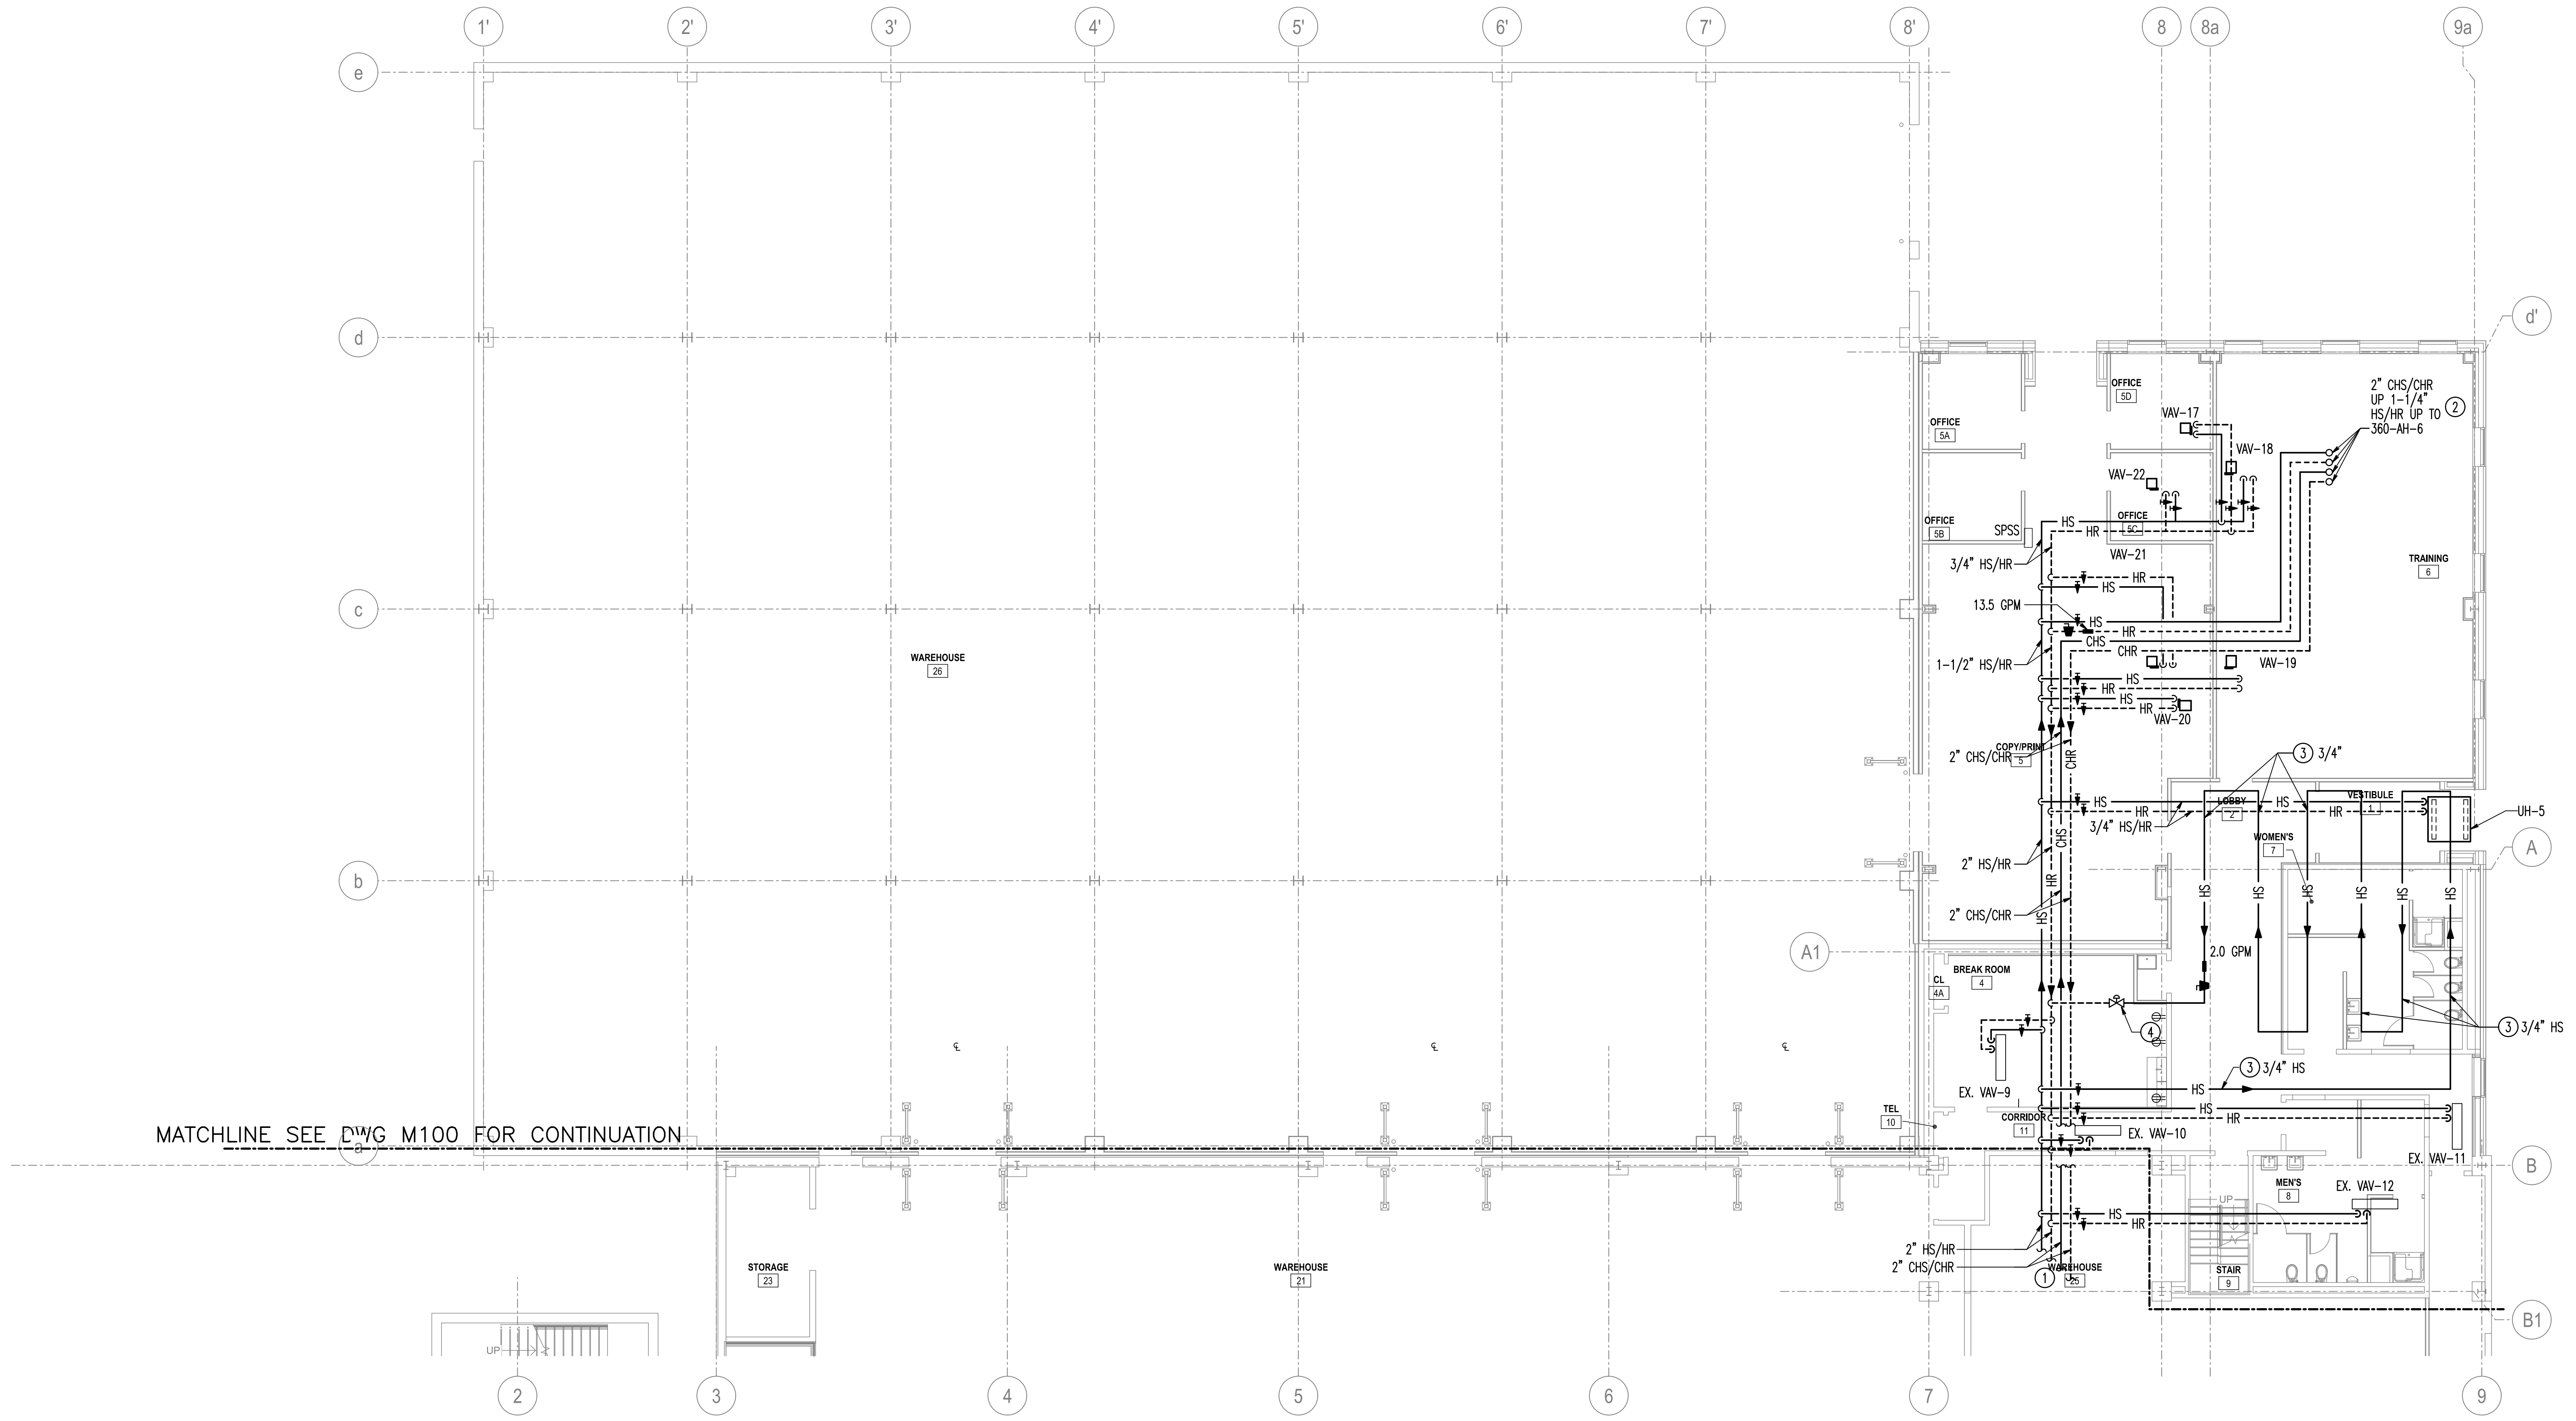 1'
2'
3'
4'
5'
6'
7'
8'
8
8a
9a
e
d
d'
c
b
a
A
A1
B
B1
2
3
4
5
6
7
9
OFFICE
5D
OFFICE
5A
VAV-17
2" CHS/CHR
UP 1-1/4"
HS/HR UP TO
360-AH-6
2
VAV-18
VAV-22
OFFICE
5B
SPSS
HS
HR
OFFICE
5C
VAV-21
TRAINING
6
3/4" HS/HR
HR
HS
13.5 GPM
HS
HR
CHS
CHR
WAREHOUSE
26
1-1/2" HS/HR
VAV-19
HS
HR
HS
HR
VAV-20
COPY/PRINT
5
2" CHS/CHR
CHR
3 3/4"
HS
HS
LOBBY
2
VESTIBULE
1
HR
HR
3/4" HS/HR
UH-5
WOMEN'S
7
CHS
2" HS/HR
HR
2" CHS/CHR
HS
HS
HS
HS
HS
HS
HS
2.0 GPM
BREAK ROOM
4
CL
4A
4
3 3/4" HS
3 3/4" HS
HS
EX. VAV-9
HS
HR
TEL
10
CORRIDOR
11
EX. VAV-10
EX. VAV-11
MATCHLINE SEE DWG M100 FOR CONTINUATION
MEN'S
8
EX. VAV-12
UP
HS
HR
2" HS/HR
2" CHS/CHR
1
WAREHOUSE
25
STAIR
9
STORAGE
23
WAREHOUSE
21
UP